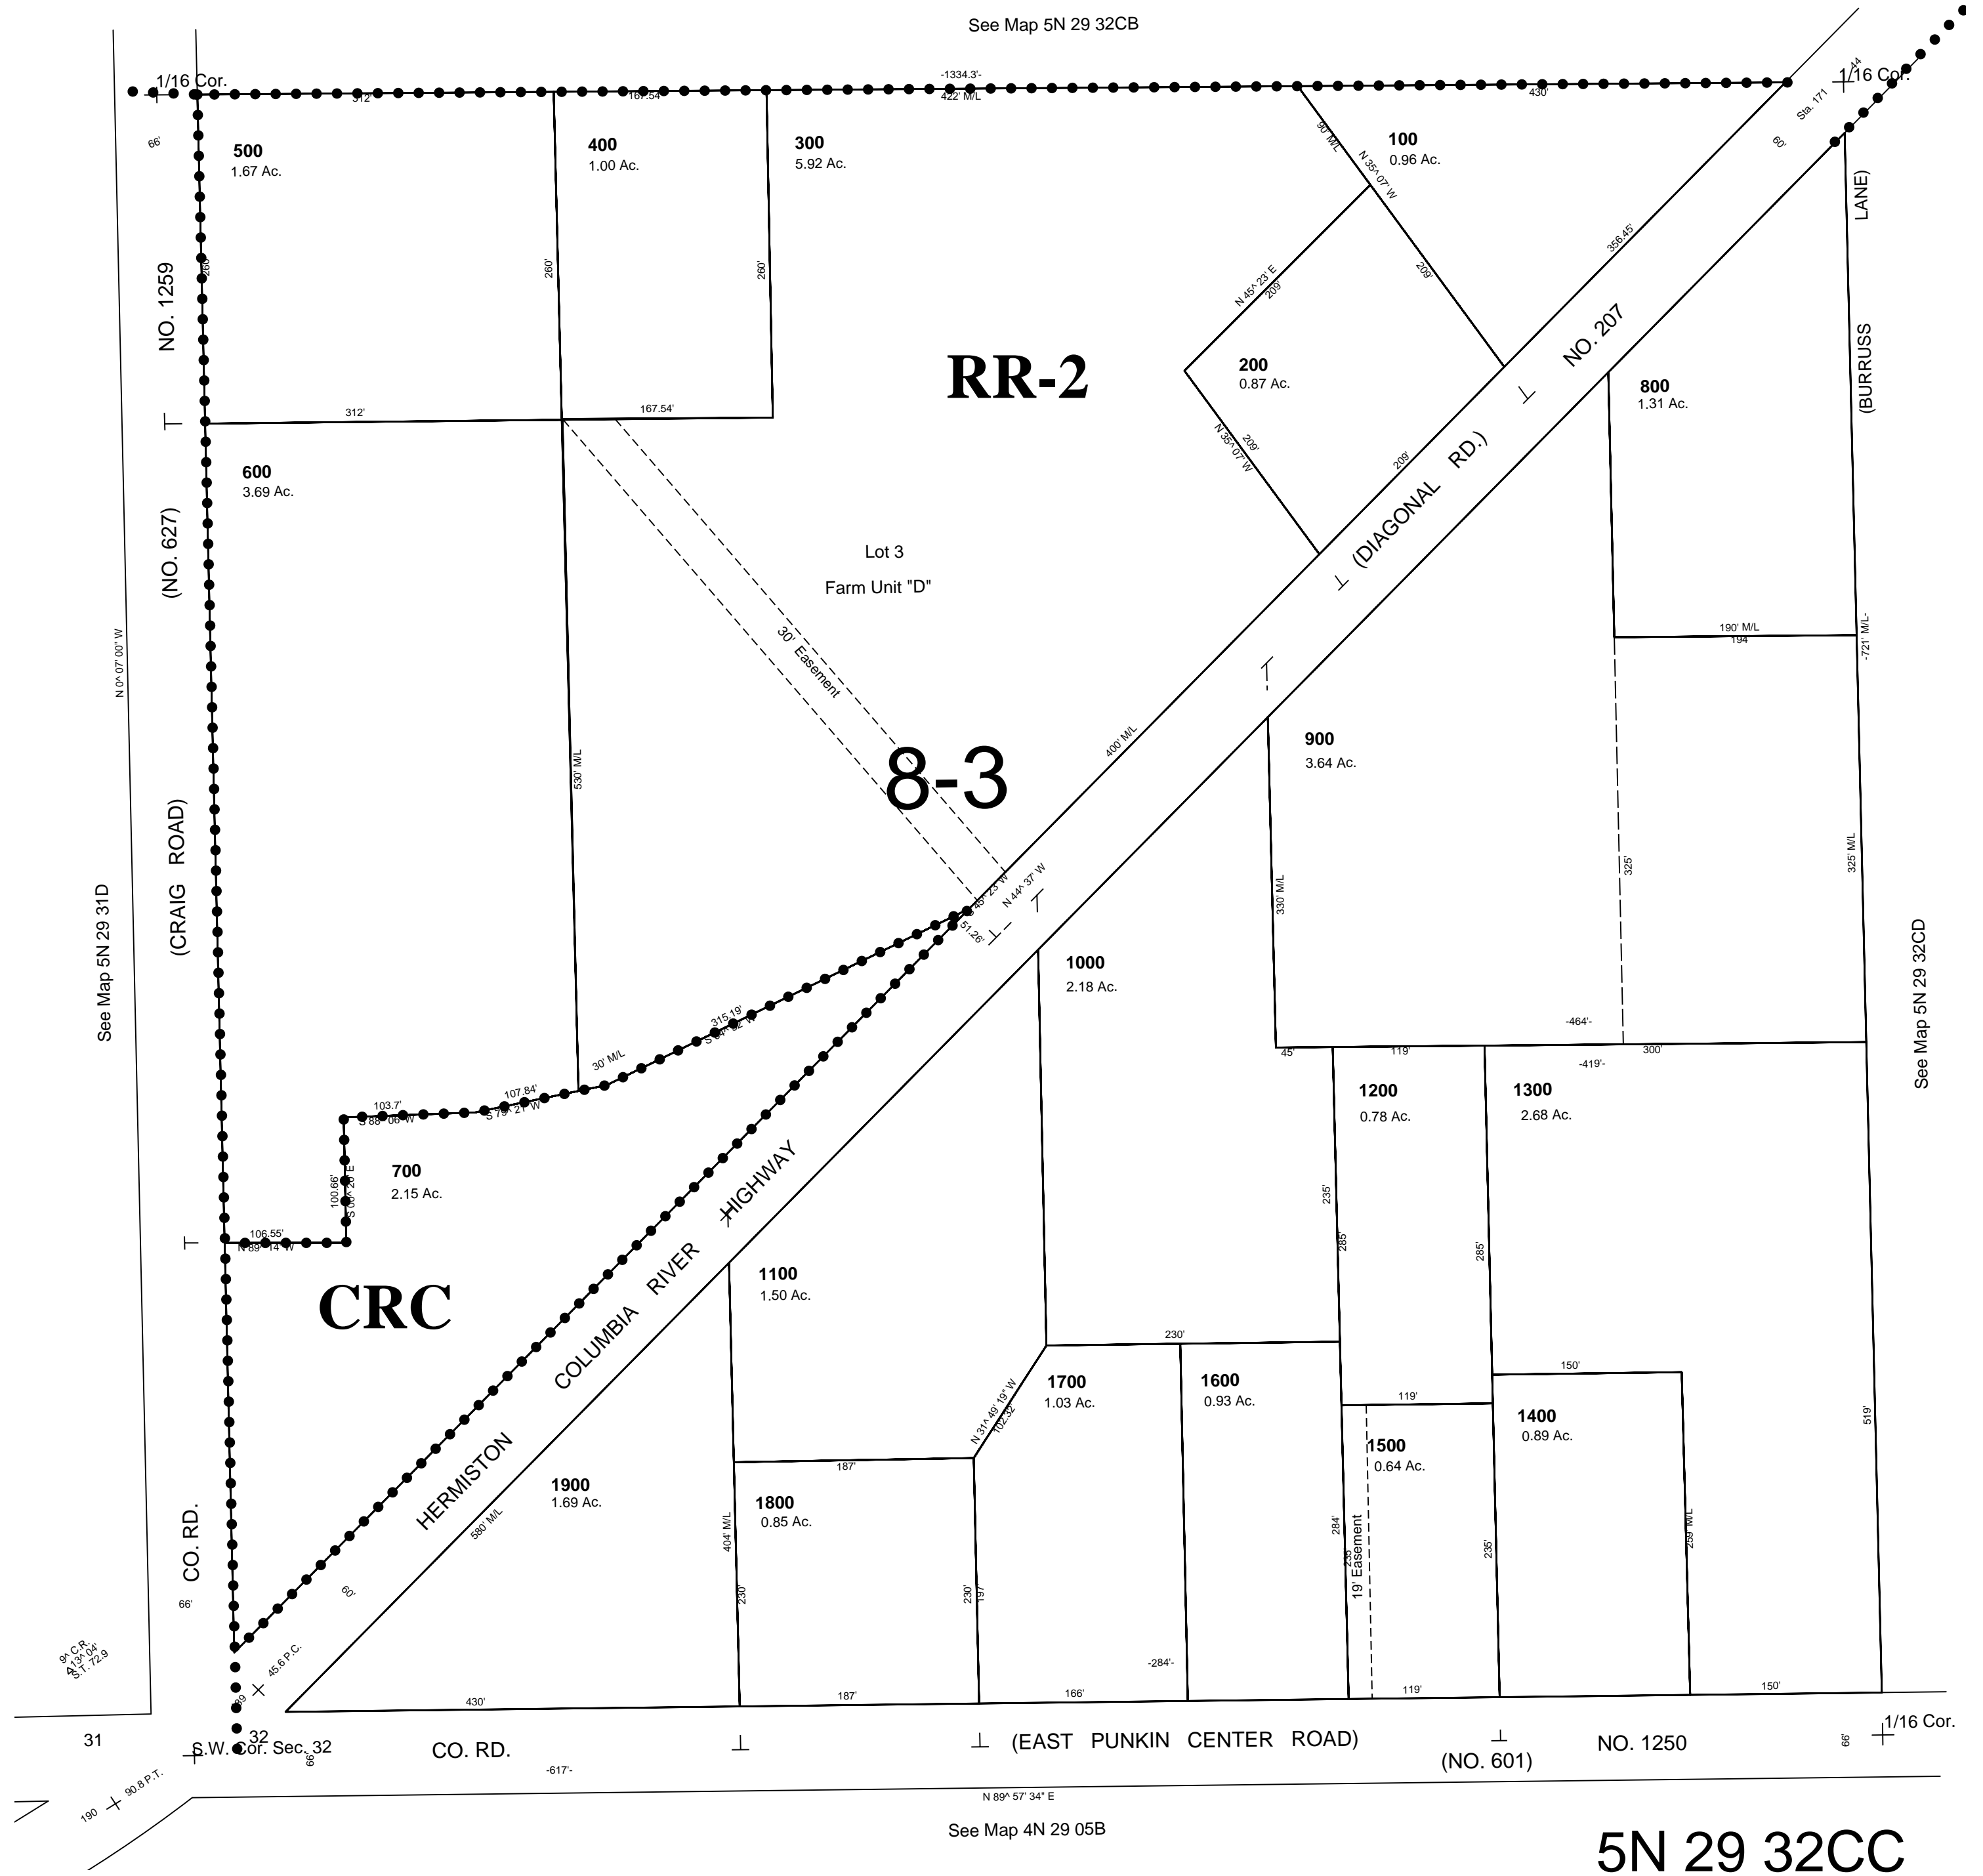 See Map 5N 29 32CB
1/16 Cor.
-1334.3'-
1/16 Cor.
312'
167.54'
422' M/L
430'
Sta. 171
44
66'
60'
500
1.67 Ac.
400
1.00 Ac.
300
5.92 Ac.
100
0.96 Ac.
90' M/L
N 35^ 07' W
LANE)
356.45'
NO. 1259
260'
260'
260'
N 45^ 23' E
209'
209'
NO. 207
(BURRUSS
RR-2
200
0.87 Ac.
800
1.31 Ac.
312'
167.54'
209'
N 35^ 07' W
209'
600
3.69 Ac.
(DIAGONAL RD.)
(NO. 627)
Lot 3
Farm Unit "D"
30' Easement
190' M/L
194
-721' M/L-
N 0^ 07' 00" W
530' M/L
8-3
400' M/L
900
3.64 Ac.
(CRAIG ROAD)
325'
325' M/L
330' M/L
See Map 5N 29 31D
S 45^ 23' W
N 44^ 37' W
51.26'
1000
2.18 Ac.
See Map 5N 29 32CD
315.19'
30' M/L
-464'-
45'
119'
300'
-419'-
107.84'
S 79^ 21' W
103.7'
S 88^ 06' W
1200
0.78 Ac.
1300
2.68 Ac.
700
2.15 Ac.
100.66'
S 00^ 20' E
106.55'
N 89^ 14' W
235'
285'
285'
HERMISTON COLUMBIA RIVER HIGHWAY
CRC
1100
1.50 Ac.
230'
150'
1700
1.03 Ac.
1600
0.93 Ac.
N 31^ 49' 19" W
102.32'
119'
1400
0.89 Ac.
519'
1500
0.64 Ac.
187'
1900
1.69 Ac.
580' M/L
1800
0.85 Ac.
404' M/L
284'
235'
19' Easement
235'
259' M/L
CO. RD.
66'
60'
230'
230'
197'
9^ C.R.
13^ 04'
S.T. 72.9
45.6 P.C.
189
-284'-
430'
187'
166'
119'
150'
31
32
S.W. Cor. Sec. 32
66'
CO. RD.
(EAST PUNKIN CENTER ROAD)
(NO. 601)
NO. 1250
66'
1/16 Cor.
-617'-
190
90.8 P.T.
N 89^ 57' 34" E
See Map 4N 29 05B
5N 29 32CC